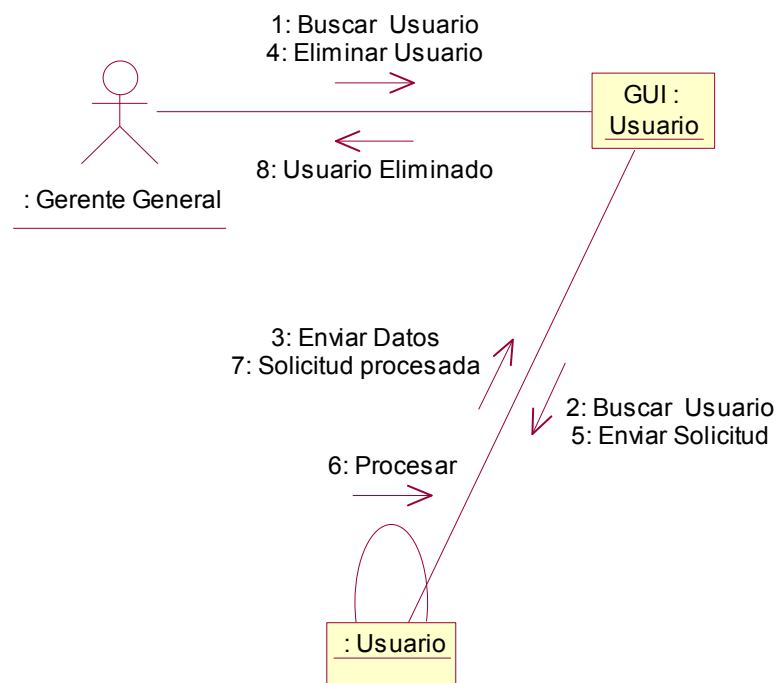 1: Buscar Usuario
4: Eliminar Usuario
GUI :
Usuario
8: Usuario Eliminado
: Gerente General
3: Enviar Datos
7: Solicitud procesada
2: Buscar Usuario
5: Enviar Solicitud
6: Procesar
: Usuario